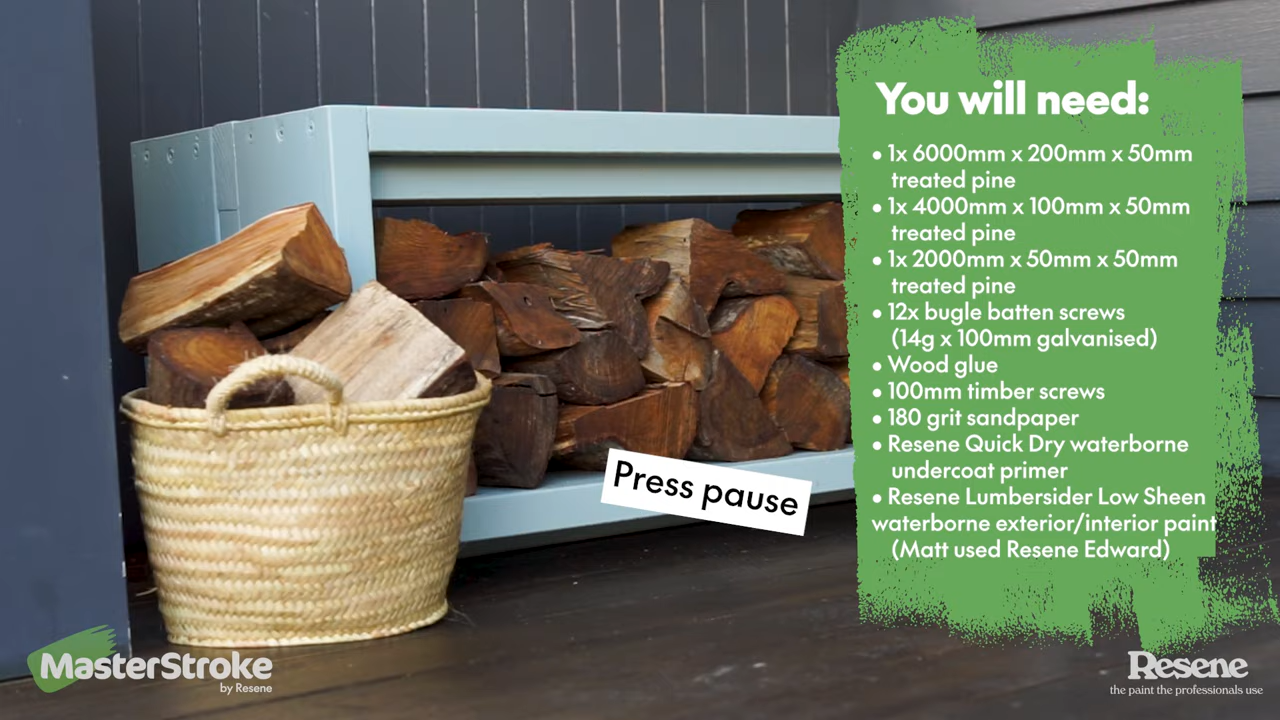 You will need:
• 1x 6000mm x 200mm x 50mm
treated pine
• 1x 4000mm x 100mm x 50mm
treated pine
• 1x 2000mm x 50mm x 50mm
treated pine
• 12x bugle batten screws
(14g x 100mm galvanised)
• Wood glue
• 100mm timber screws
• 180 grit sandpaper
• Resene Quick Dry waterborne
undercoat primer
• Resene Lumbersider Low Sheen
waterborne exterior/interior paint
(Matt used Resene Edward)
Press pause
MasterStroke
by Resene
Resene
the paint the professionals use